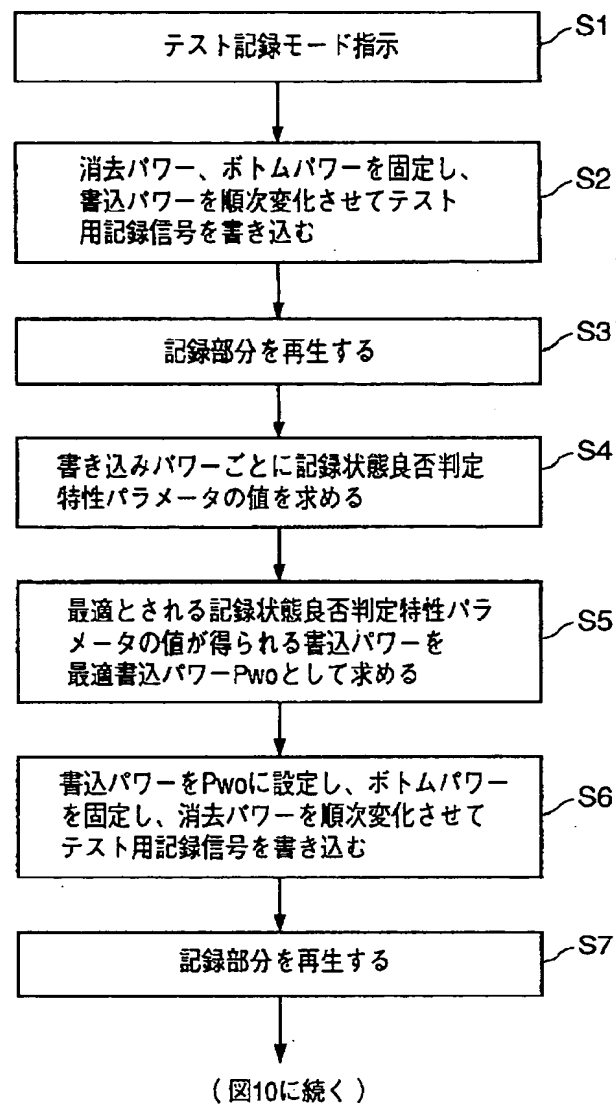 テスト記録モード指示
S1
消去パワー、ボトムパワーを固定し、
書込パワーを順次変化させてテスト
用記録信号を書き込む
S2
記録部分を再生する
S3
書き込みパワーごとに記録状態良否判定
特性パラメータの値を求める
S4
最適とされる記録状態良否判定特性パラ
メータの値が得られる書込パワーを
最適書込パワーPwoとして求める
S5
書込パワーをPwoに設定し、ボトムパワー
を固定し、消去パワーを順次変化させて
テスト用記録信号を書き込む
S6
記録部分を再生する
S7
(図10に続く)